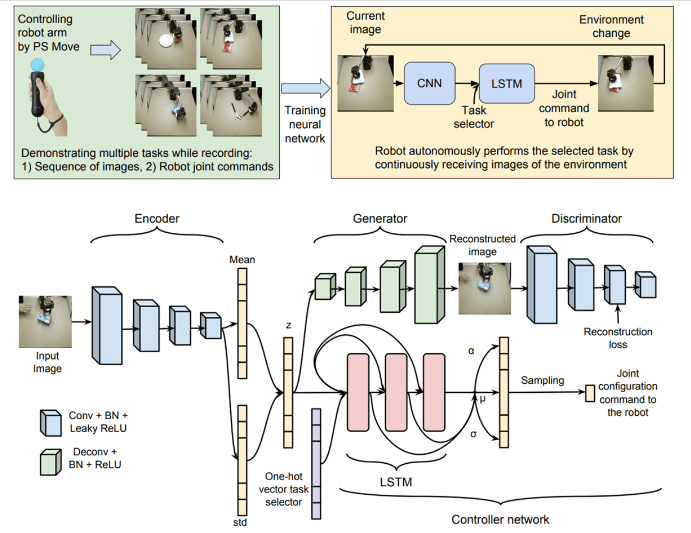 Controlling
robot arm
by PS Move
Demonstrating multiple tasks while recording:
1) Sequence of images, 2) Robot joint commands
Training
neural
network
Current
image
Environment
change
CNN
LSTM
Task
selector
Joint
command
to robot
Robot autonomously performs the selected task by
continuously receiving images of the environment
Encoder
Generator
Discriminator
Mean
Reconstructed
image
Input
Image
z
Reconstruction
loss
α
μ
σ
Sampling
Joint
configuration
command to
the robot
Conv + BN +
Leaky ReLU
Deconv +
BN + ReLU
std
One-hot
vector task
selector
LSTM
Controller network